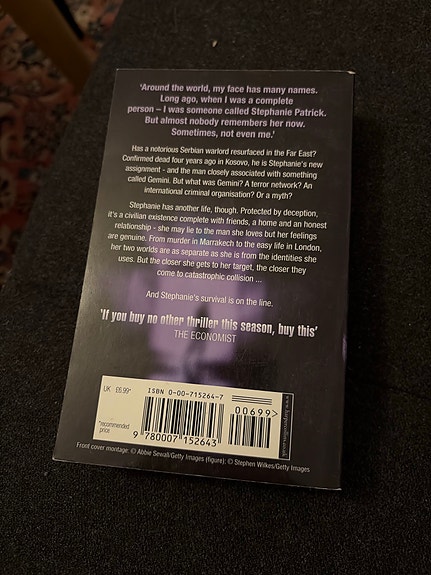 'Around the world, my face has many names.
Long ago, when I was a complete
person – I was someone called Stephanie Patrick.
But almost nobody remembers her now.
Sometimes, not even me.'
Has a notorious Serbian warlord resurfaced in the Far East?
Confirmed dead four years ago in Kosovo, he is Stephanie's new
assignment - and the man closely associated with something
called Gemini. But what was Gemini? A terror network? An
international criminal organisation? Or a myth?
Stephanie has another life, though. Protected by deception,
it's a civilian existence complete with friends, a home and an honest
relationship - she may lie to the man she loves but her feelings
are genuine. From murder in Marrakech to the easy life in London,
her two worlds are as separate as she is from the identities she
uses. But the closer she gets to her target, the closer they
come to catastrophic collision ...
And Stephanie's survival is on the line.
'If you buy no other thriller this season, buy this'
THE ECONOMIST
UK £6.99*
*recommended
price
ISBN 0-00-715264-7
00699>
9 780007 152643
www.harpercollins.co.uk
Front cover montage: © Abbie Sewall/Getty Images (figure); © Stephen Wilkes/Getty Images